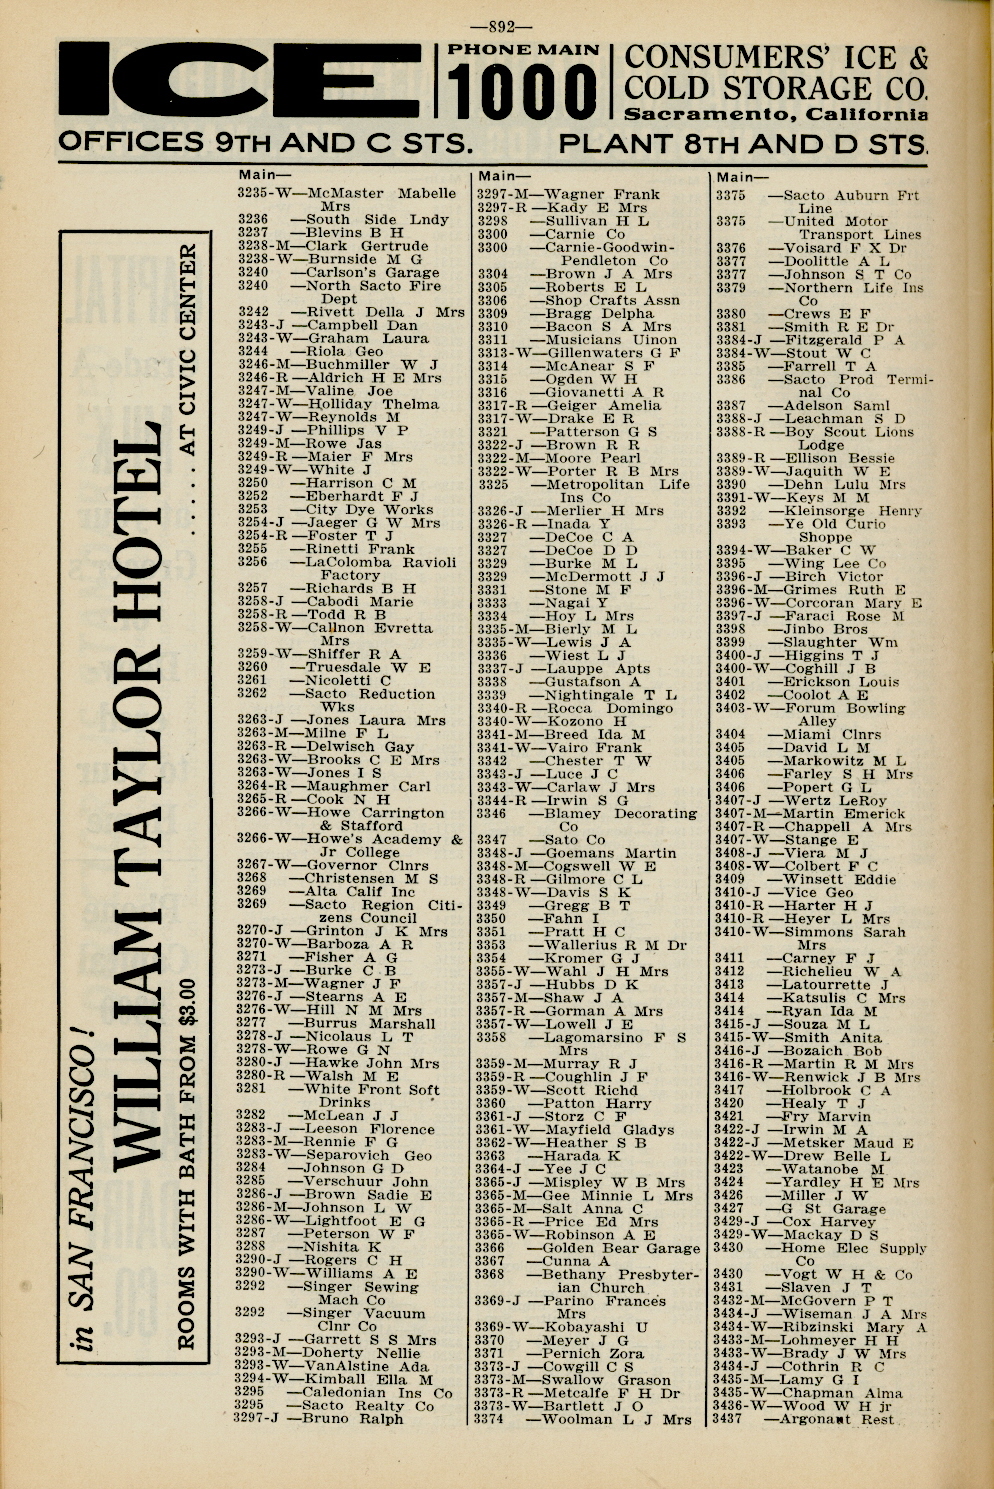 —892—
ICE
PHONE MAIN
1000
CONSUMERS' ICE &
COLD STORAGE CO.
Sacramento, California
OFFICES 9TH AND C STS.
PLANT 8TH AND D STS.
in SAN FRANCISCO!
WILLIAM TAYLOR HOTEL
ROOMS WITH BATH FROM $3.00 . . . . . AT CIVIC CENTER
Main—
3235-W—McMaster Mabelle
Mrs
3236 —South Side Lndy
3237 —Blevins B H
3238-M—Clark Gertrude
3238-W—Burnside M G
3240 —Carlson's Garage
3240 —North Sacto Fire
Dept
3242 —Rivett Della J Mrs
3243-J —Campbell Dan
3243-W—Graham Laura
3244 —Riola Geo
3246-M—Buchmiller W J
3246-R —Aldrich H E Mrs
3247-M—Valine Joe
3247-W—Holliday Thelma
3247-W—Reynolds M
3249-J —Phillips V P
3249-M—Rowe Jas
3249-R —Maier F Mrs
3249-W—White J
3250 —Harrison C M
3252 —Eberhardt F J
3253 —City Dye Works
3254-J —Jaeger G W Mrs
3254-R —Foster T J
3255 —Rinetti Frank
3256 —LaColomba Ravioli
Factory
3257 —Richards B H
3258-J —Cabodi Marie
3258-R —Todd R B
3258-W—Callnon Evretta
Mrs
3259-W—Shiffer R A
3260 —Truesdale W E
3261 —Nicoletti C
3262 —Sacto Reduction
Wks
3263-J —Jones Laura Mrs
3263-M—Milne F L
3263-R —Delwisch Gay
3263-W—Brooks C E Mrs
3263-W—Jones I S
3264-R —Maughmer Carl
3265-R —Cook N H
3266-W—Howe Carrington
& Stafford
3266-W—Howe's Academy &
Jr College
3267-W—Governor Clnrs
3268 —Christensen M S
3269 —Alta Calif Inc
3269 —Sacto Region Citi-
zens Council
3270-J —Grinton J K Mrs
3270-W—Barboza A R
3271 —Fisher A G
3273-J —Burke C B
3273-M—Wagner J F
3276-J —Stearns A E
3276-W—Hill N M Mrs
3277 —Burrus Marshall
3278-J —Nicolaus L T
3278-W—Rowe G N
3280-J —Hawke John Mrs
3280-R —Walsh M E
3281 —White Front Soft
Drinks
3282 —McLean J J
3283-J —Leeson Florence
3283-M—Rennie F G
3283-W—Separovich Geo
3284 —Johnson G D
3285 —Verschuur John
3286-J —Brown Sadie E
3286-M—Johnson L W
3286-W—Lightfoot E G
3287 —Peterson W F
3288 —Nishita K
3290-J —Rogers C H
3290-W—Williams A E
3292 —Singer Sewing
Mach Co
3292 —Singer Vacuum
Clnr Co
3293-J —Garrett S S Mrs
3293-M—Doherty Nellie
3293-W—VanAlstine Ada
3294-W—Kimball Ella M
3295 —Caledonian Ins Co
3295 —Sacto Realty Co
3297-J —Bruno Ralph
Main—
3297-M—Wagner Frank
3297-R —Kady E Mrs
3298 —Sullivan H L
3300 —Carnie Co
3300 —Carnie-Goodwin-
Pendleton Co
3304 —Brown J A Mrs
3305 —Roberts E L
3306 —Shop Crafts Assn
3309 —Bragg Delpha
3310 —Bacon S A Mrs
3311 —Musicians Uinon
3313-W—Gillenwaters G F
3314 —McAnear S F
3315 —Ogden W H
3316 —Giovanetti A R
3317-R —Geiger Amelia
3317-W—Drake E R
3321 —Patterson G S
3322-J —Brown R R
3322-M—Moore Pearl
3322-W—Porter R B Mrs
3325 —Metropolitan Life
Ins Co
3326-J —Merlier H Mrs
3326-R —Inada Y
3327 —DeCoe C A
3327 —DeCoe D D
3329 —Burke M L
3329 —McDermott J J
3331 —Stone M F
3333 —Nagai Y
3334 —Hoy L Mrs
3335-M—Bierly M L
3335-W—Lewis J A
3336 —Wiest L J
3337-J —Lauppe Apts
3338 —Gustafson A
3339 —Nightingale T L
3340-R —Rocca Domingo
3340-W—Kozono H
3341-M—Breed Ida M
3341-W—Vairo Frank
3342 —Chester T W
3343-J —Luce J C
3343-W—Carlaw J Mrs
3344-R —Irwin S G
3346 —Blamey Decorating
Co
3347 —Sato Co
3348-J —Goemans Martin
3348-M—Cogswell W E
3348-R —Gilmore C L
3348-W—Davis S K
3349 —Gregg B T
3350 —Fahn I
3351 —Pratt H C
3353 —Wallerius R M Dr
3354 —Kromer G J
3355-W—Wahl J H Mrs
3357-J —Hubbs D K
3357-M—Shaw J A
3357-R —Gorman A Mrs
3357-W—Lowell J E
3358 —Lagomarsino F S
Mrs
3359-M—Murray R J
3359-R —Coughlin J F
3359-W—Scott Richd
3360 —Patton Harry
3361-J —Storz C F
3361-W—Mayfield Gladys
3362-W—Heather S B
3363 —Harada K
3364-J —Yee J C
3365-J —Mispley W B Mrs
3365-M—Gee Minnie L Mrs
3365-M—Salt Anna C
3365-R —Price Ed Mrs
3365-W—Robinson A E
3366 —Golden Bear Garage
3367 —Cunna A
3368 —Bethany Presbyter-
ian Church
3369-J —Parino Frances
Mrs
3369-W—Kobayashi U
3370 —Meyer J G
3371 —Pernich Zora
3373-J —Cowgill C S
3373-M—Swallow Grason
3373-R —Metcalfe F H Dr
3373-W—Bartlett J O
3374 —Woolman L J Mrs
Main—
3375 —Sacto Auburn Frt
Line
3375 —United Motor
Transport Lines
3376 —Voisard F X Dr
3377 —Doolittle A L
3377 —Johnson S T Co
3379 —Northern Life Ins
Co
3380 —Crews E F
3381 —Smith R E Dr
3384-J —Fitzgerald P A
3384-W—Stout W C
3385 —Farrell T A
3386 —Sacto Prod Termi-
nal Co
3387 —Adelson Saml
3388-J —Leachman S D
3388-R —Boy Scout Lions
Lodge
3389-R —Ellison Bessie
3389-W—Jaquith W E
3390 —Dehn Lulu Mrs
3391-W—Keys M M
3392 —Kleinsorge Henry
3393 —Ye Old Curio
Shoppe
3394-W—Baker C W
3395 —Wing Lee Co
3396-J —Birch Victor
3396-M—Grimes Ruth E
3396-W—Corcoran Mary E
3397-J —Faraci Rose M
3398 —Jinbo Bros
3399 —Slaughter Wm
3400-J —Higgins T J
3400-W—Coghill J B
3401 —Erickson Louis
3402 —Coolot A E
3403-W—Forum Bowling
Alley
3404 —Miami Clnrs
3405 —David L M
3405 —Markowitz M L
3406 —Farley S H Mrs
3406 —Popert G L
3407-J —Wertz LeRoy
3407-M—Martin Emerick
3407-R —Chappell A Mrs
3407-W—Stange E
3408-J —Viera M J
3408-W—Colbert F C
3409 —Winsett Eddie
3410-J —Vice Geo
3410-R —Harter H J
3410-R —Heyer L Mrs
3410-W—Simmons Sarah
Mrs
3411 —Carney F J
3412 —Richelieu W A
3413 —Latourrette J
3414 —Katsulis C Mrs
3414 —Ryan Ida M
3415-J —Souza M L
3415-W—Smith Anita
3416-J —Bozaich Bob
3416-R —Martin R M Mrs
3416-W—Renwick J B Mrs
3417 —Holbrook C A
3420 —Healy T J
3421 —Fry Marvin
3422-J —Irwin M A
3422-J —Metsker Maud E
3422-W—Drew Belle L
3423 —Watanobe M
3424 —Yardley H E Mrs
3426 —Miller J W
3427 —G St Garage
3429-J —Cox Harvey
3429-W—Mackay D S
3430 —Home Elec Supply
Co
3430 —Vogt W H & Co
3431 —Slaven J T
3432-M—McGovern P T
3434-J —Wiseman J A Mrs
3434-W—Ribzinski Mary A
3433-M—Lohmeyer H H
3433-W—Brady J W Mrs
3434-J —Cothrin R C
3435-M—Lamy G I
3435-W—Chapman Alma
3436-W—Wood W H jr
3437 —Argonaut Rest